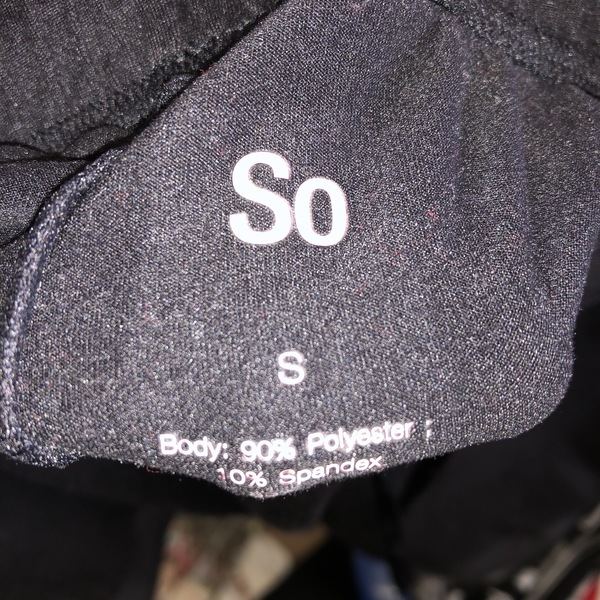 So
S
Body: 90% Polyester ;
10% Spandex